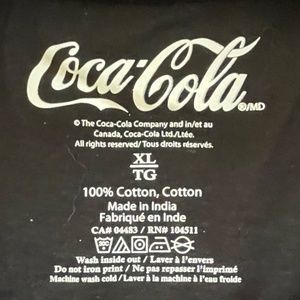 Coca-Cola ®/MD
© The Coca-Cola Company and in/et au
Canada, Coca-Cola Ltd./Ltée.
All rights reserved/ Tous droits réservés.
XL
TG
100% Cotton, Cotton
Made in India
Fabriqué en Inde
CA# 04483 / RN# 104511
Wash inside out / Laver à l'envers
Do not iron print / Ne pas repasser l'imprimé
Machine wash cold / Laver à l'eau froide